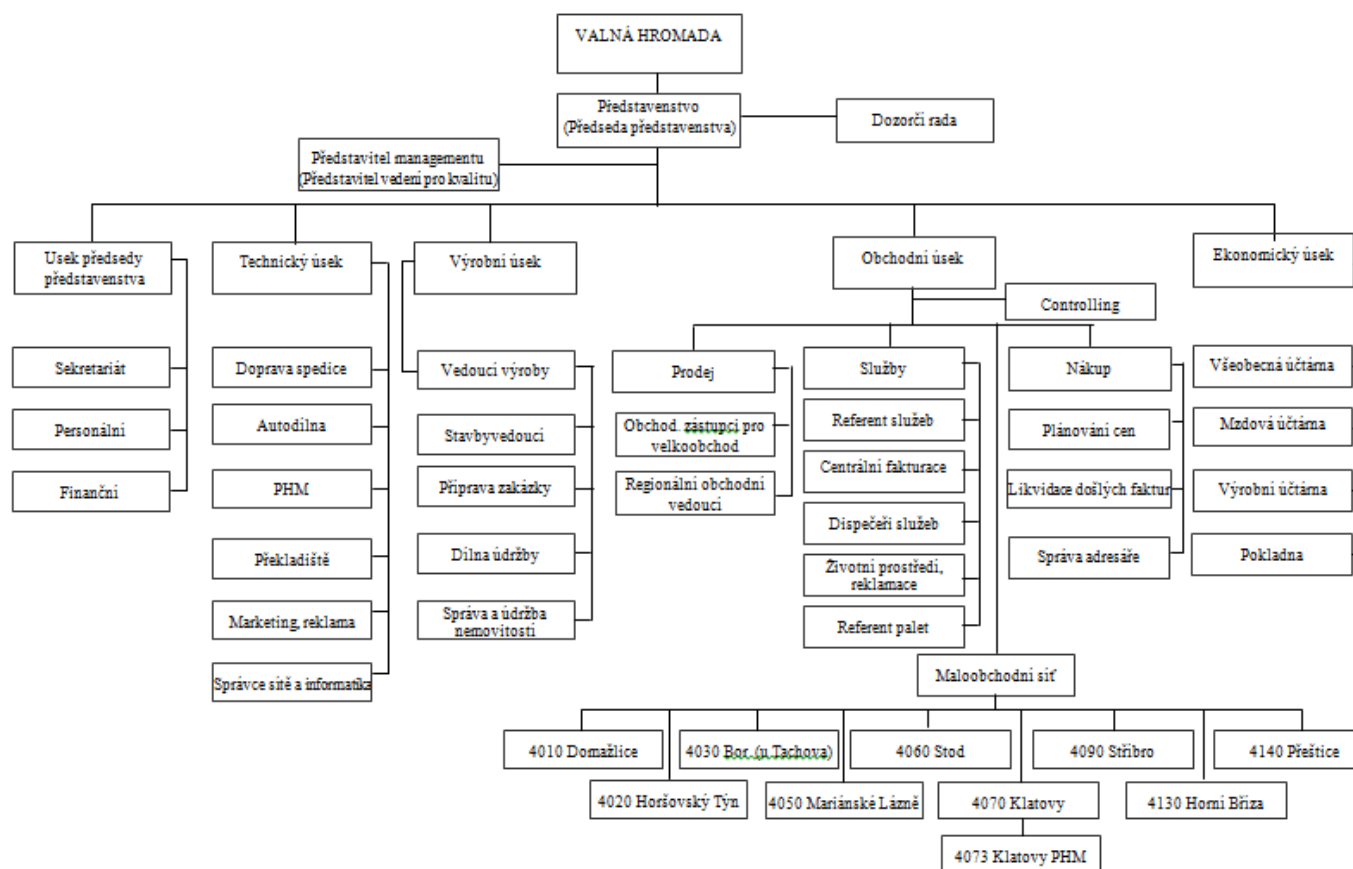 VALNÁ HROMADA
Představenstvo
(Předseda představenstva)
Dozorčí rada
Představitel managementu
(Představitel vedení pro kvalitu)
Usek předsedy
představenstva
Technický úsek
Výrobní úsek
Obchodní úsek
Ekonomický úsek
Controlling
Sekretariát
Doprava spedice
Vedoucí výroby
Prodej
Služby
Nákup
Všeobecná účtárna
Personální
Autodílna
Stavbyvedoucí
Obchod. zástupci pro
velkoobchod
Referent služeb
Plánování cen
Mzdová účtárna
Finanční
PHM
Příprava zakázky
Regionální obchodní
vedoucí
Centrální fakturace
Likvidace došlých faktur
Výrobní účtárna
Překladiště
Dílna údržby
Dispečeři služeb
Správa adresáře
Pokladna
Marketing, reklama
Správa a údržba
nemovitostí
Životní prostředí,
reklamace
Referent palet
Správce sítě a informatika
Maloobchodní síť
4010 Domažlice
4030 Bor. (u Tachova)
4060 Stod
4090 Stříbro
4140 Přeštice
4020 Horšovský Týn
4050 Mariánské Lázně
4070 Klatovy
4130 Horní Bříza
4073 Klatovy PHM